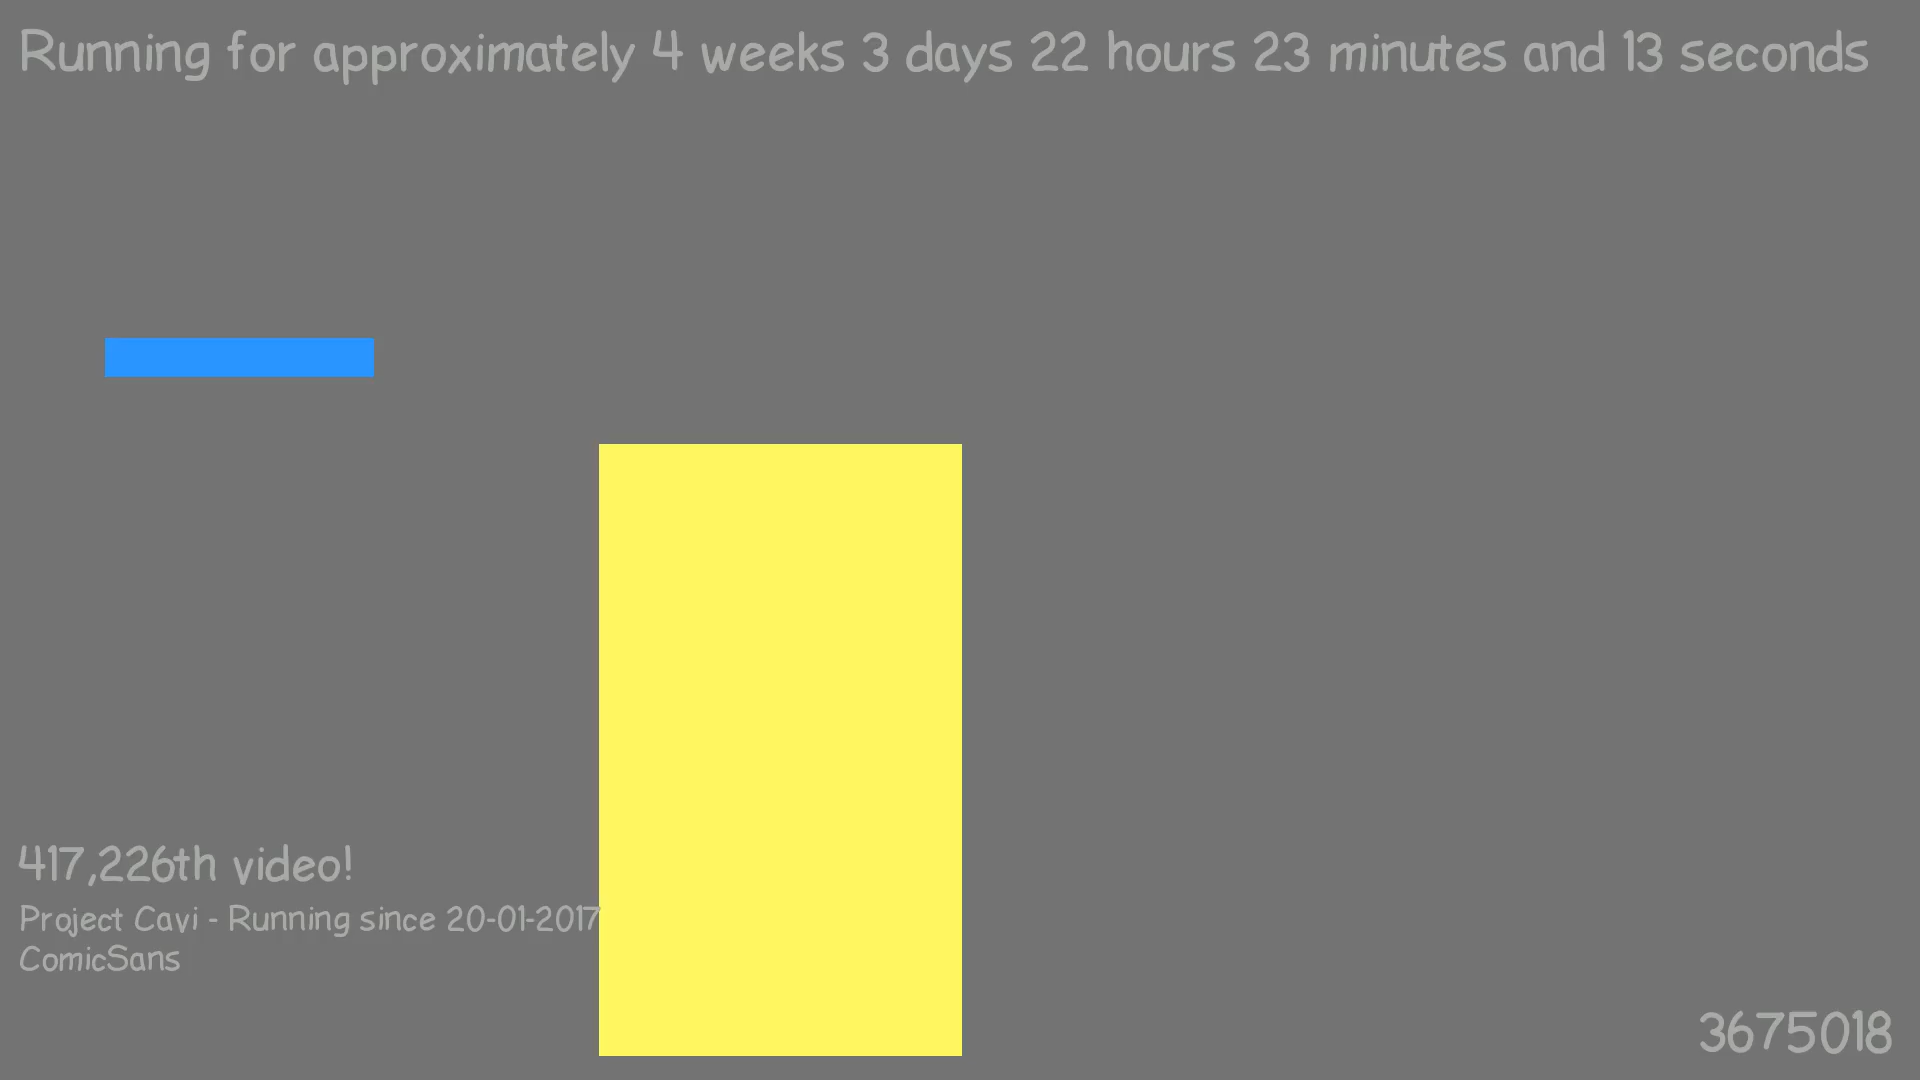 Running for approximately 4 weeks 3 days 22 hours 23 minutes and 13 seconds
417,226th video!
Project Cavi - Running since 20-01-2017
ComicSans
3675018